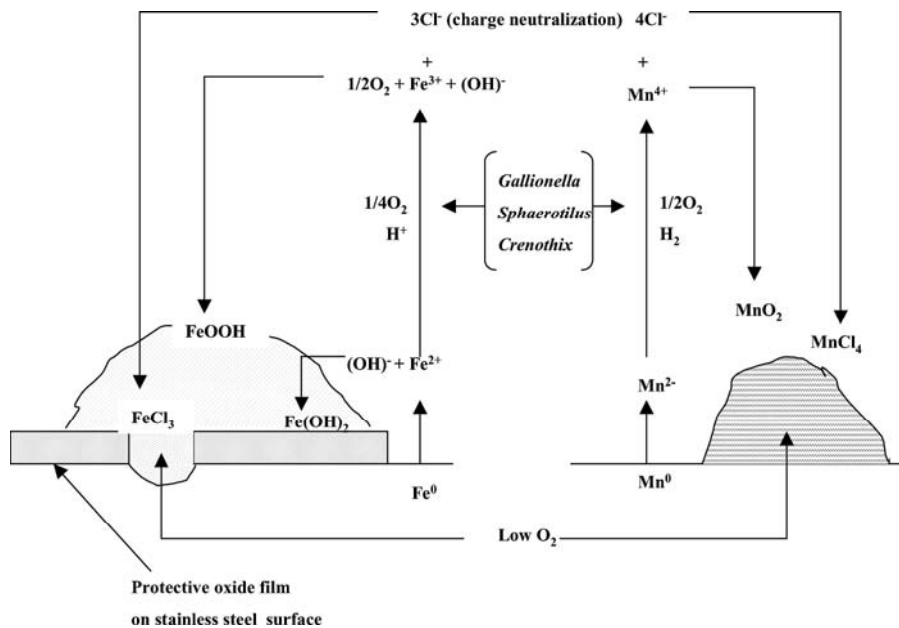 3Cl⁻ (charge neutralization) 4Cl⁻
+
+
1/2O₂ + Fe³⁺ + (OH)⁻
Mn⁴⁺
Gallionella
Sphaerotilus
Crenothix
1/4O₂
H⁺
1/2O₂
H₂
MnO₂
MnCl₄
FeOOH
(OH)⁻ + Fe²⁺
Mn²⁻
FeCl₃
Fe(OH)₂
Fe⁰
Mn⁰
Low O₂
Protective oxide film
on stainless steel surface